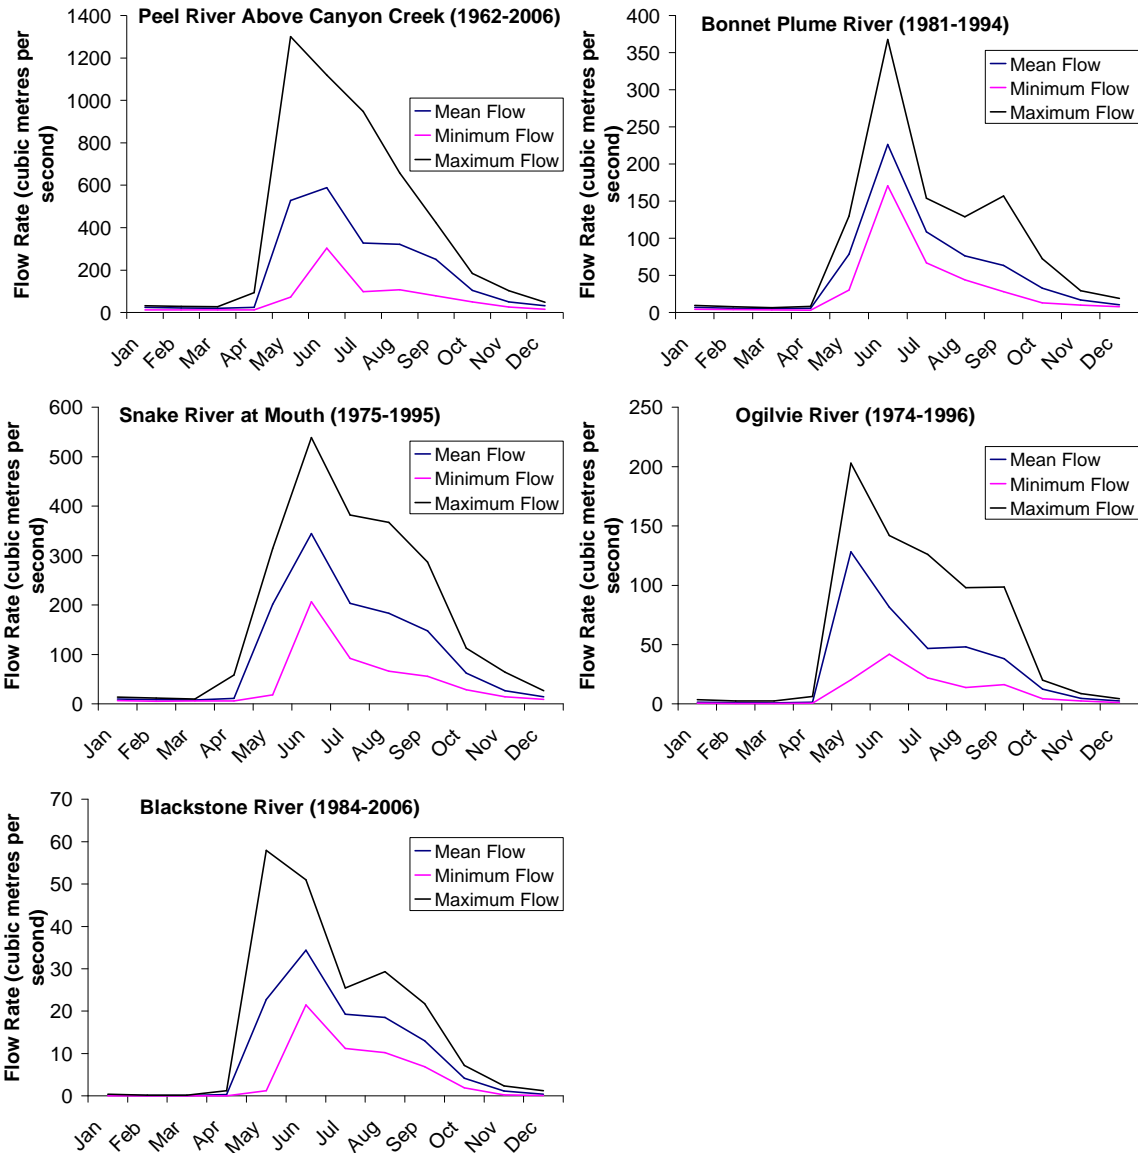 Peel River Above Canyon Creek (1962-2006)
Flow Rate (cubic metres per
second)
1400
1200
1000
800
600
400
200
0
Mean Flow
Minimum Flow
Maximum Flow
Jan Feb Mar Apr May Jun Jul Aug Sep Oct Nov Dec
Bonnet Plume River (1981-1994)
Flow Rate (cubic metres per
second)
400
350
300
250
200
150
100
50
0
Mean Flow
Minimum Flow
Maximum Flow
Jan Feb Mar Apr May Jun Jul Aug Sep Oct Nov Dec
Snake River at Mouth (1975-1995)
Flow Rate (cubic metres per
second)
600
500
400
300
200
100
0
Mean Flow
Minimum Flow
Maximum Flow
Jan Feb Mar Apr May Jun Jul Aug Sep Oct Nov Dec
Ogilvie River (1974-1996)
Flow Rate (cubic metres per
second)
250
200
150
100
50
0
Mean Flow
Minimum Flow
Maximum Flow
Jan Feb Mar Apr May Jun Jul Aug Sep Oct Nov Dec
Blackstone River (1984-2006)
Flow Rate (cubic metres per
second)
70
60
50
40
30
20
10
0
Mean Flow
Minimum Flow
Maximum Flow
Jan Feb Mar Apr May Jun Jul Aug Sep Oct Nov Dec